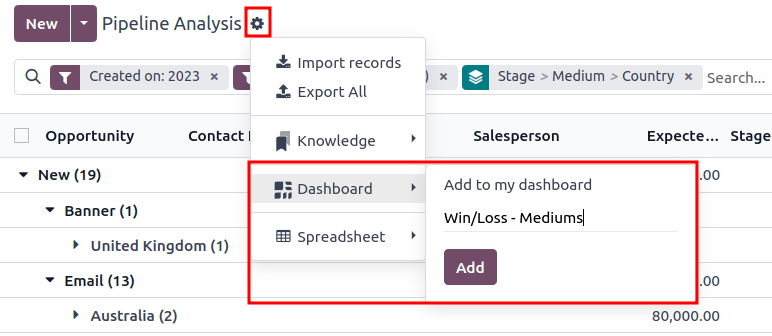 New Pipeline Analysis
Import records
Created on: 2023 × ) × Stage > Medium > Country × Search...
Export All
Opportunity Contact Knowledge Salesperson Expecte... Stage
New (19) Dashboard Add to my dashboard .00
Banner (1) Win/Loss - Mediums
United Kingdom (1) Spreadsheet
Add
Email (13) .00
Australia (2) 80,000.00